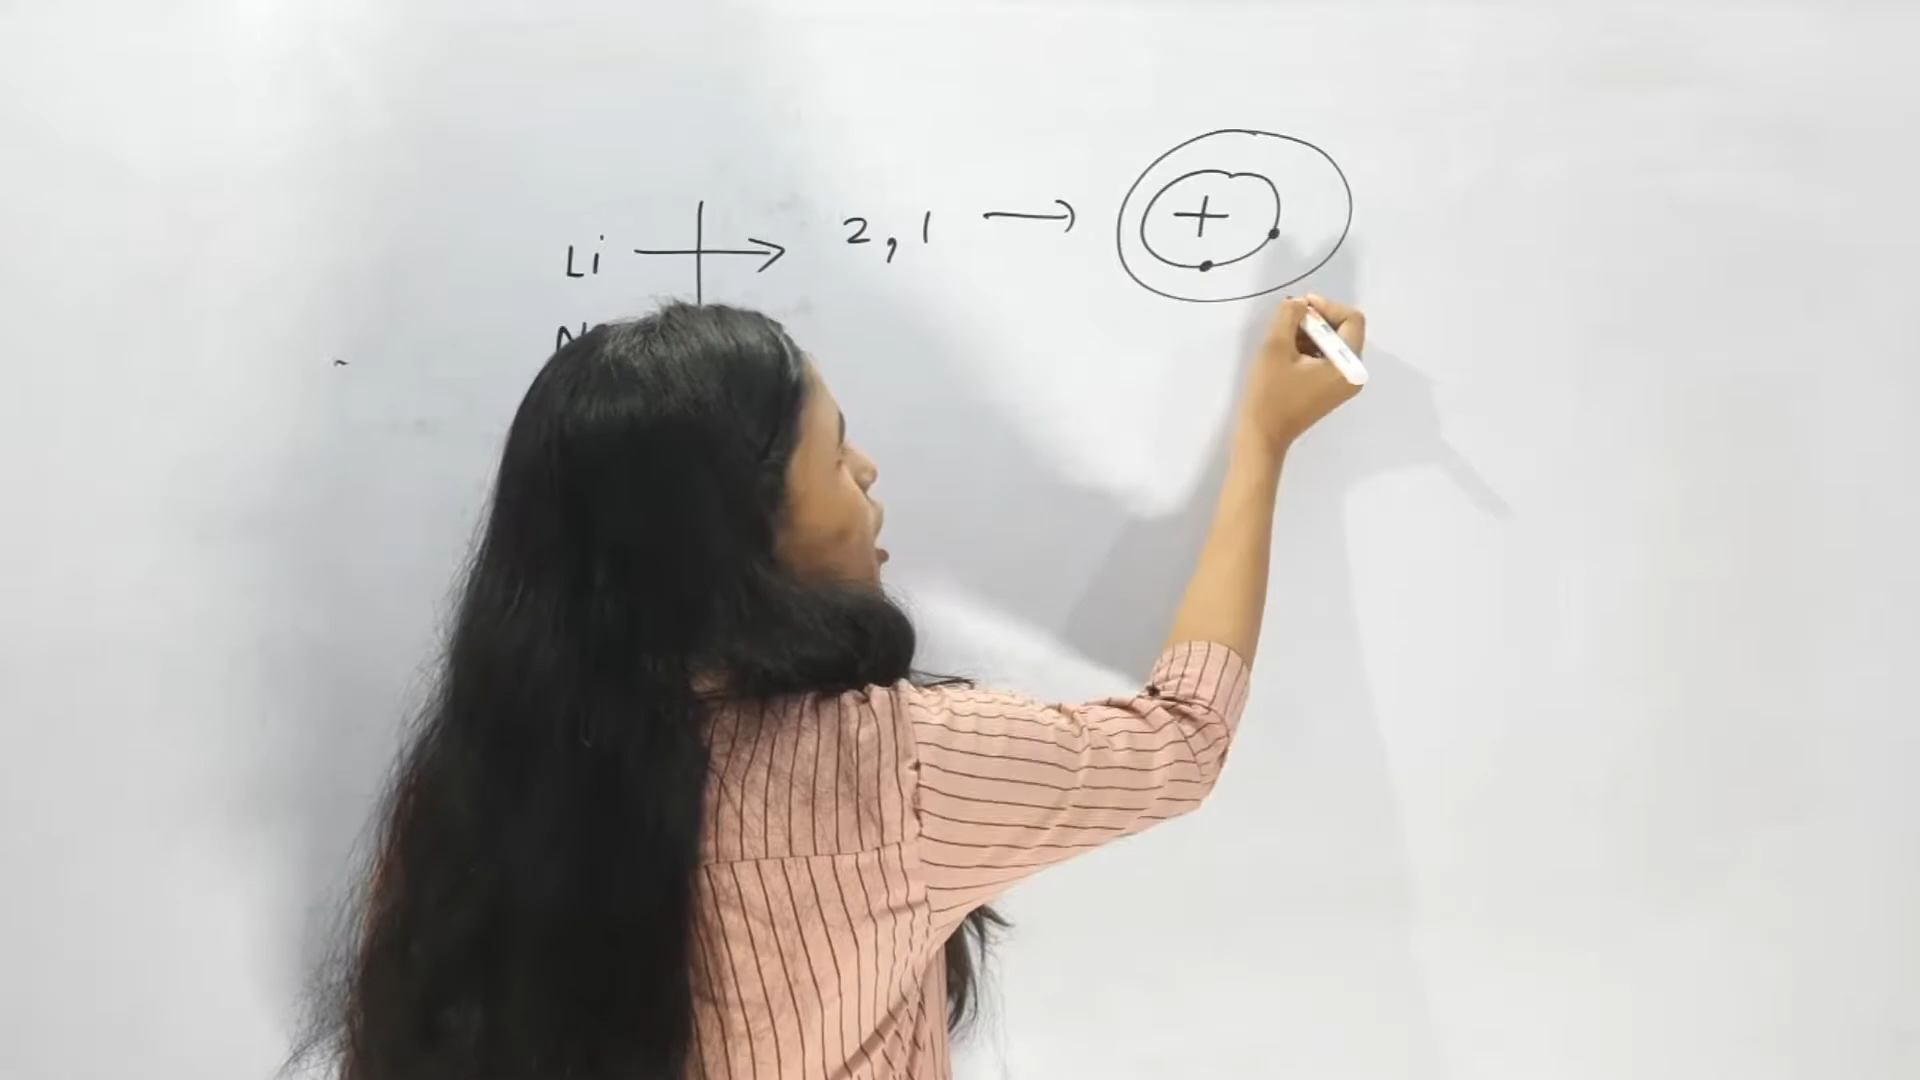 Li → 2, 1 → +
N